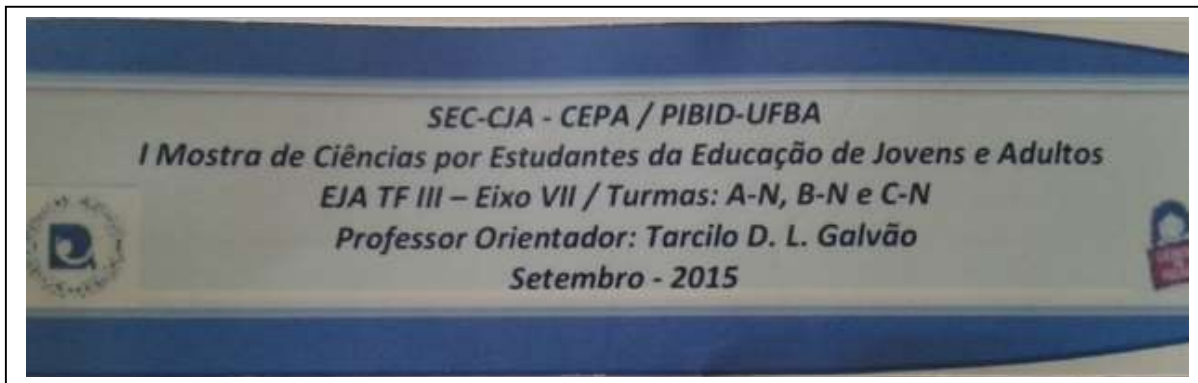 SEC-CJA - CEPA / PIBID-UFBA
I Mostra de Ciências por Estudantes da Educação de Jovens e Adultos
EJA TF III – Eixo VII / Turmas: A-N, B-N e C-N
Professor Orientador: Tarcilo D. L. Galvão
Setembro - 2015